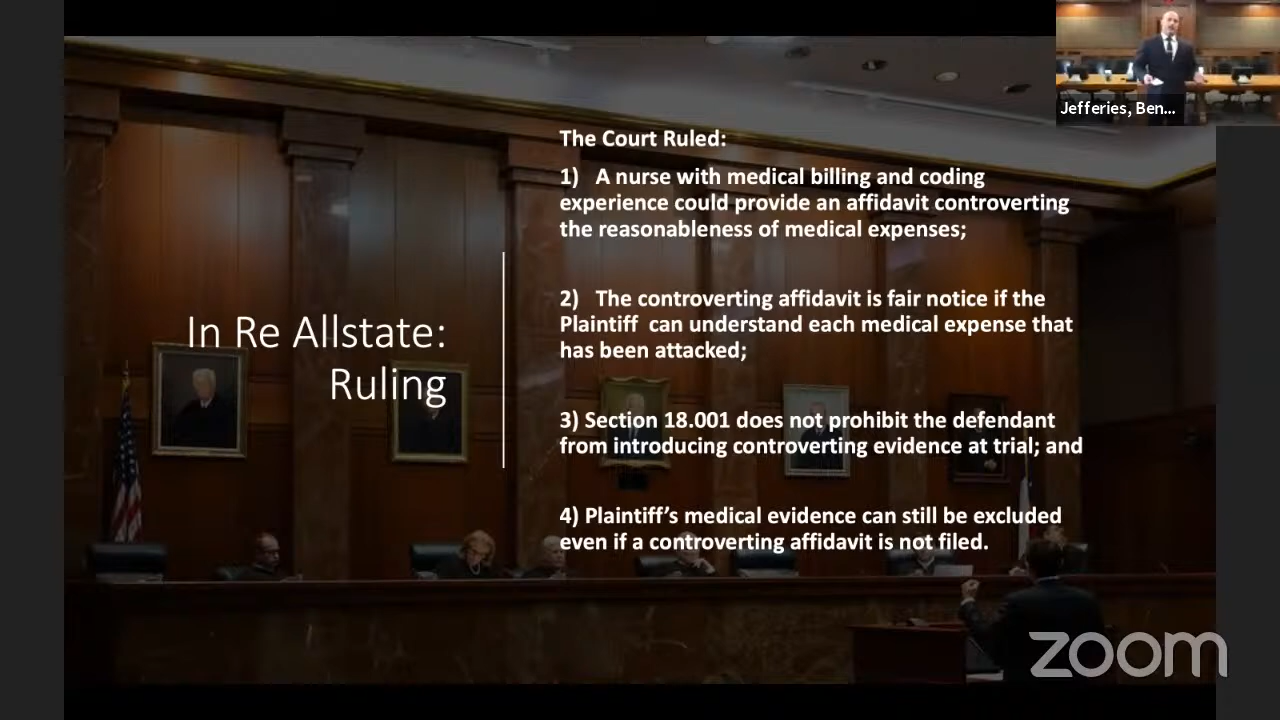 Jefferies, Ben...
The Court Ruled:
1) A nurse with medical billing and coding
experience could provide an affidavit controverting
the reasonableness of medical expenses;
2) The controverting affidavit is fair notice if the
Plaintiff can understand each medical expense that
has been attacked;
In Re Allstate:
Ruling
3) Section 18.001 does not prohibit the defendant
from introducing controverting evidence at trial; and
4) Plaintiff’s medical evidence can still be excluded
even if a controverting affidavit is not filed.
zoom